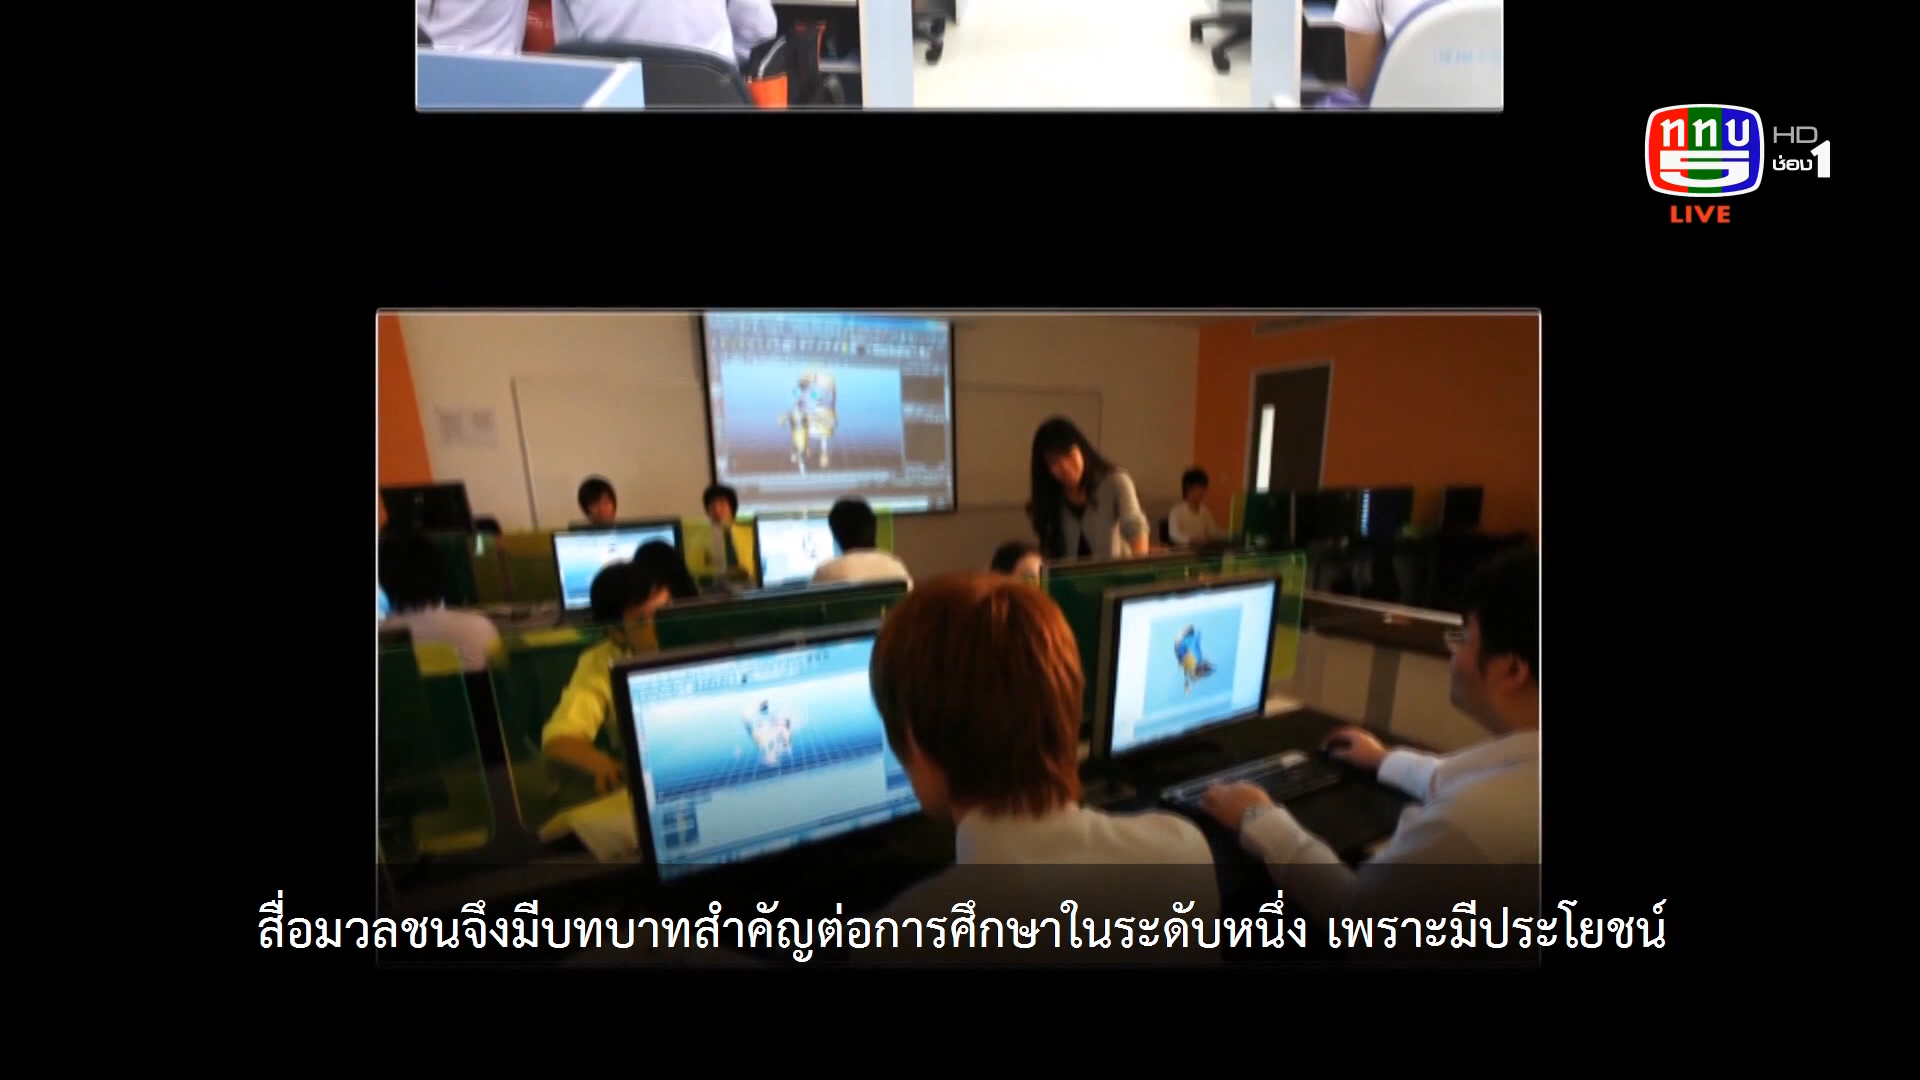 ททบ
5
HD
ช่อง1
LIVE
สื่อมวลชนจึงมีบทบาทสำคัญต่อการศึกษาในระดับหนึ่ง เพราะมีประโยชน์